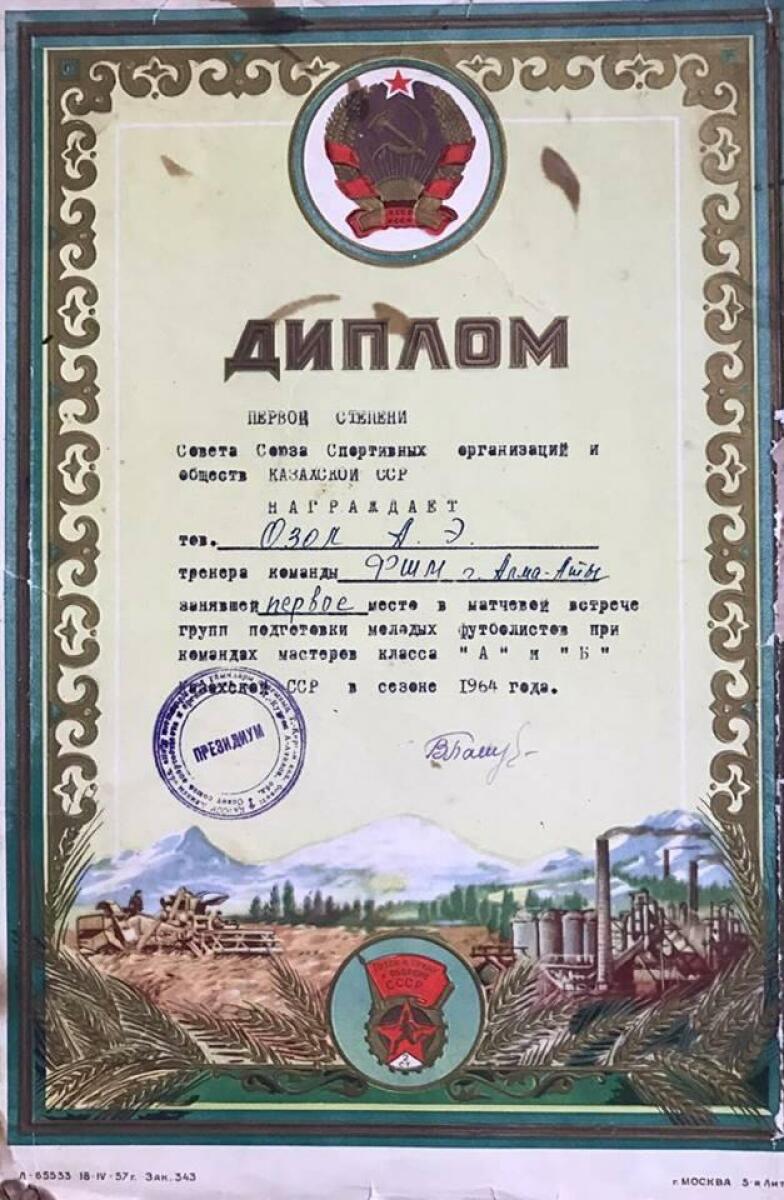 ДИПЛОМ
ПЕРВОЙ СТЕПЕНИ
Совета Союза Спортивных организаций и
обществ КАЗАХСКОЙ ССР
НАГРАЖДАЕТ
тов. Озол А. Э.
тренера команды ФШМ г. Алма-Аты
занявшей первое место в матчевой встрече
групп подготовки молодых футболистов при
командах мастеров класса "А" и "Б"
Казахской ССР в сезоне 1964 года.
ПРЕЗИДИУМ
Готов к труду
и обороне
СССР
Л-65533 18-IV-57г. Зак. 343
г. МОСКВА 5-я